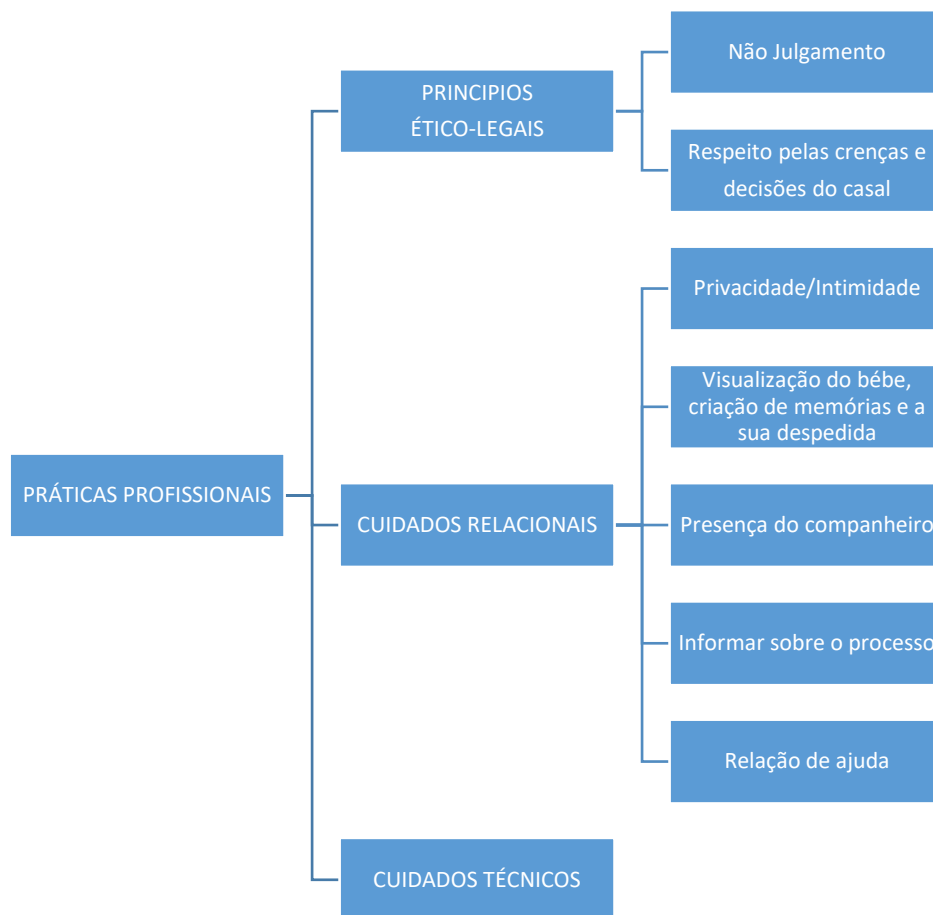 Não Julgamento
PRINCIPIOS
ÉTICO-LEGAIS
Respeito pelas crenças e
decisões do casal
Privacidade/Intimidade
Visualização do bébe,
criação de memórias e a
sua despedida
PRÁTICAS PROFISSIONAIS
CUIDADOS RELACIONAIS
Presença do companheiro
Informar sobre o processo
Relação de ajuda
CUIDADOS TÉCNICOS